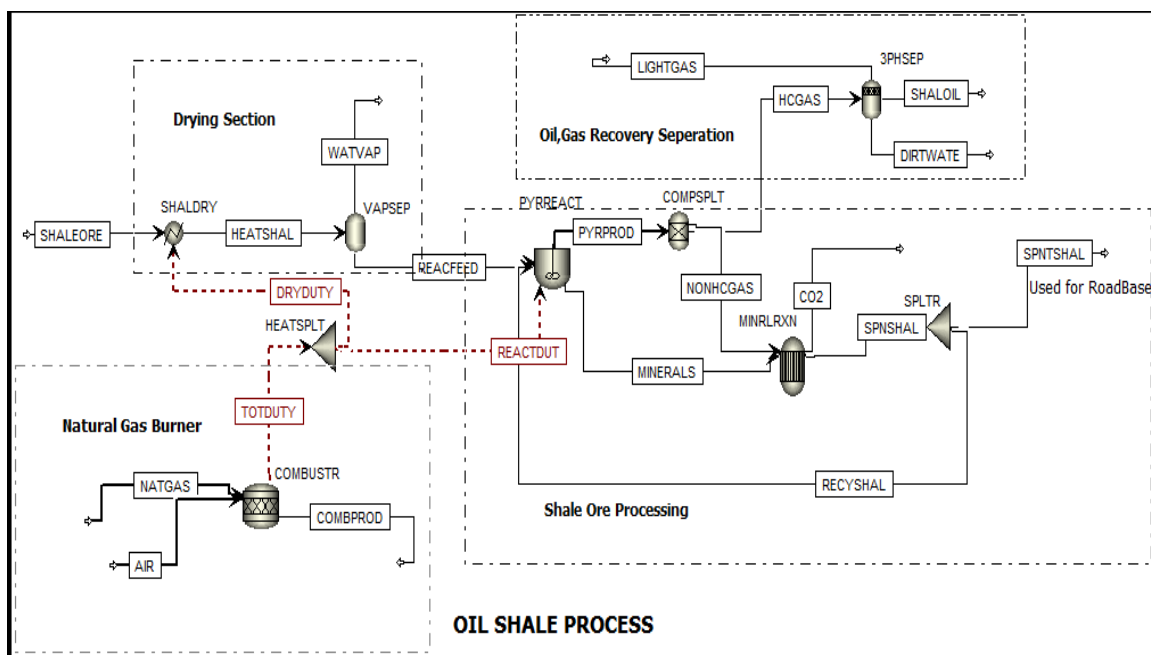 LIGHTGAS
3PHSEP
HCGAS
SHALOIL
Drying Section
Oil,Gas Recovery Seperation
WATVAP
DIRTWATE
SHALDRY
VAPSEP
PYRREACT
COMPSPLT
SHALEORE
HEATSHAL
PYRPROD
SPNTSHAL
REACFEED
NONHCGAS
CO2
Used for RoadBase
DRYDUTY
SPLTR
HEATSPLT
MINRLRXN
SPNSHAL
REACTDUT
MINERALS
TOTDUTY
Natural Gas Burner
COMBUSTR
NATGAS
RECYSHAL
Shale Ore Processing
COMBPROD
AIR
OIL SHALE PROCESS